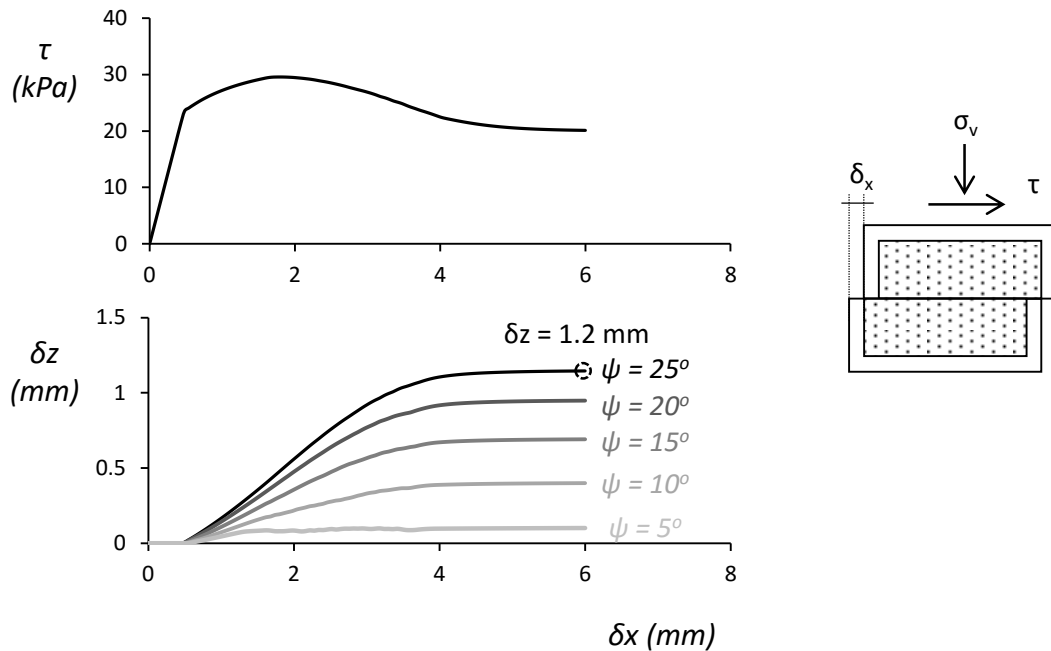 τ
(kPa)
40
30
20
10
0
0 2 4 6 8
δz
(mm)
1.5
1
0.5
0
δz = 1.2 mm
ψ = 25°
ψ = 20°
ψ = 15°
ψ = 10°
ψ = 5°
0 2 4 6 8
δx (mm)
σv
δx
τ